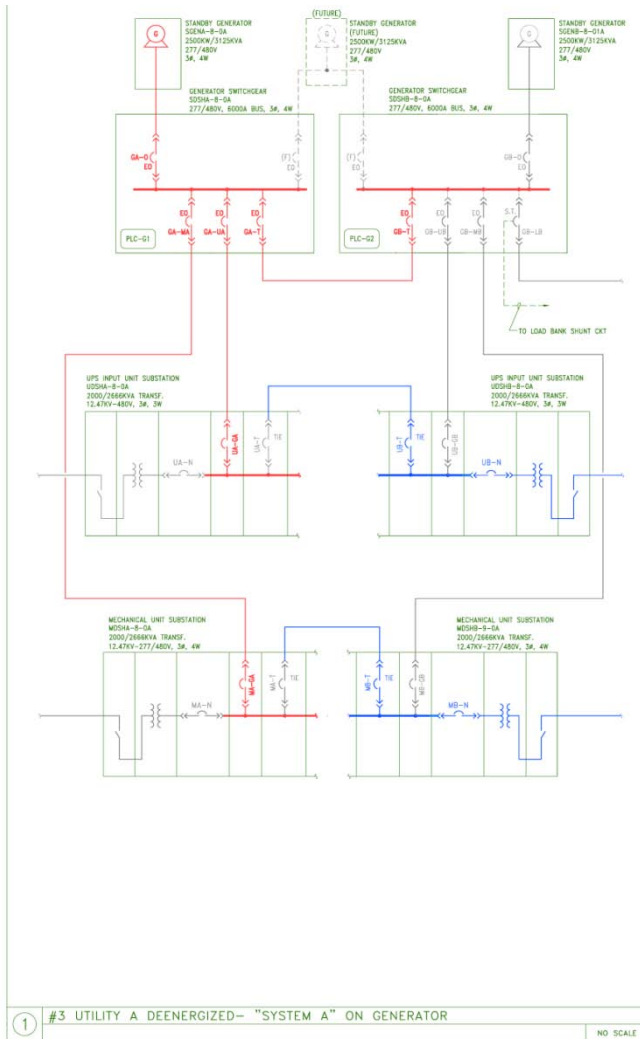 (FUTURE)
STANDBY GENERATOR
SGENA-8-0A
2500KW/3125KVA
277/480V
3ø, 4W
G
STANDBY GENERATOR
(FUTURE)
2500KW/3125KVA
277/480V
3ø, 4W
G
STANDBY GENERATOR
SGENB-8-01A
2500KW/3125KVA
277/480V
3ø, 4W
G
GENERATOR SWITCHGEAR
SDSHA-8-0A
277/480V, 6000A BUS, 3ø, 4W
GENERATOR SWITCHGEAR
SDSHB-8-0A
277/480V, 6000A BUS, 3ø, 4W
GA-0
EO
(F)
EO
(F)
EO
GB-0
EO
PLC-G1
EO
GA-MA
EO
GA-UA
EO
GA-T
PLC-G2
EO
GB-T
EO
GB-UB
EO
GB-MB
S.T.
GB-LB
TO LOAD BANK SHUNT CKT
UPS INPUT UNIT SUBSTATION
UDSHA-8-0A
2000/2666KVA TRANSF.
12.47KV-480V, 3ø, 3W
UPS INPUT UNIT SUBSTATION
UDSHB-8-0A
2000/2666KVA TRANSF.
12.47KV-480V, 3ø, 3W
UA-N
UA-GA
UA-T
TIE
UB-T
TIE
UB-GB
UB-N
MECHANICAL UNIT SUBSTATION
MDSHA-8-0A
2000/2666KVA TRANSF.
12.47KV-277/480V, 3ø, 4W
MECHANICAL UNIT SUBSTATION
MDSHB-9-0A
2000/2666KVA TRANSF.
12.47KV-277/480V, 3ø, 4W
MA-N
MA-GA
MA-T
TIE
MB-T
TIE
MB-GB
MB-N
1
#3 UTILITY A DEENERGIZED- "SYSTEM A" ON GENERATOR
NO SCALE